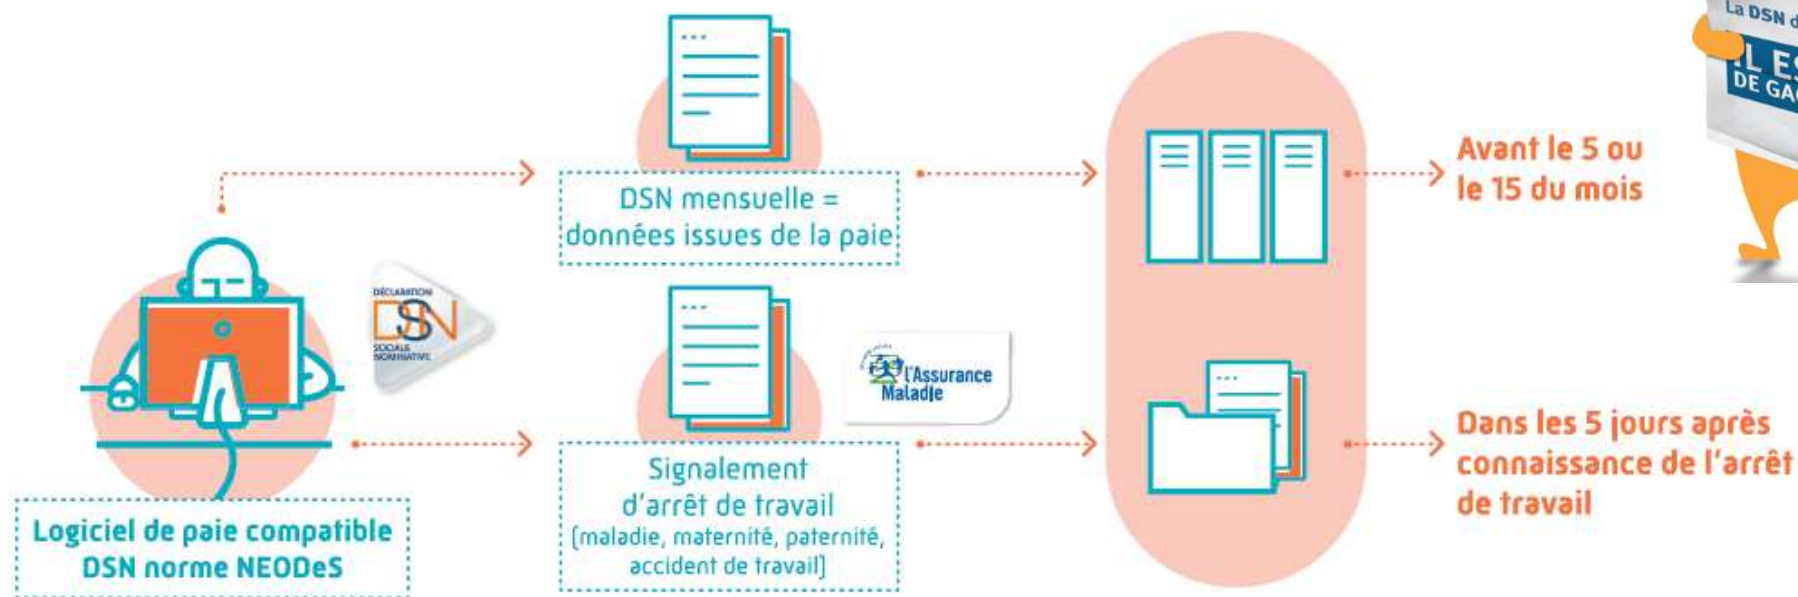 La DSN
IL
DE
DSN mensuelle =
données issues de la paie
Avant le 5 ou
le 15 du mois
DÉCLARATION
DSN
SOCIALE
NOMINATIVE
l'Assurance
Maladie
Signalement
d'arrêt de travail
[maladie, maternité, paternité,
accident de travail]
Dans les 5 jours après
connaissance de l'arrêt
de travail
Logiciel de paie compatible
DSN norme NEODeS